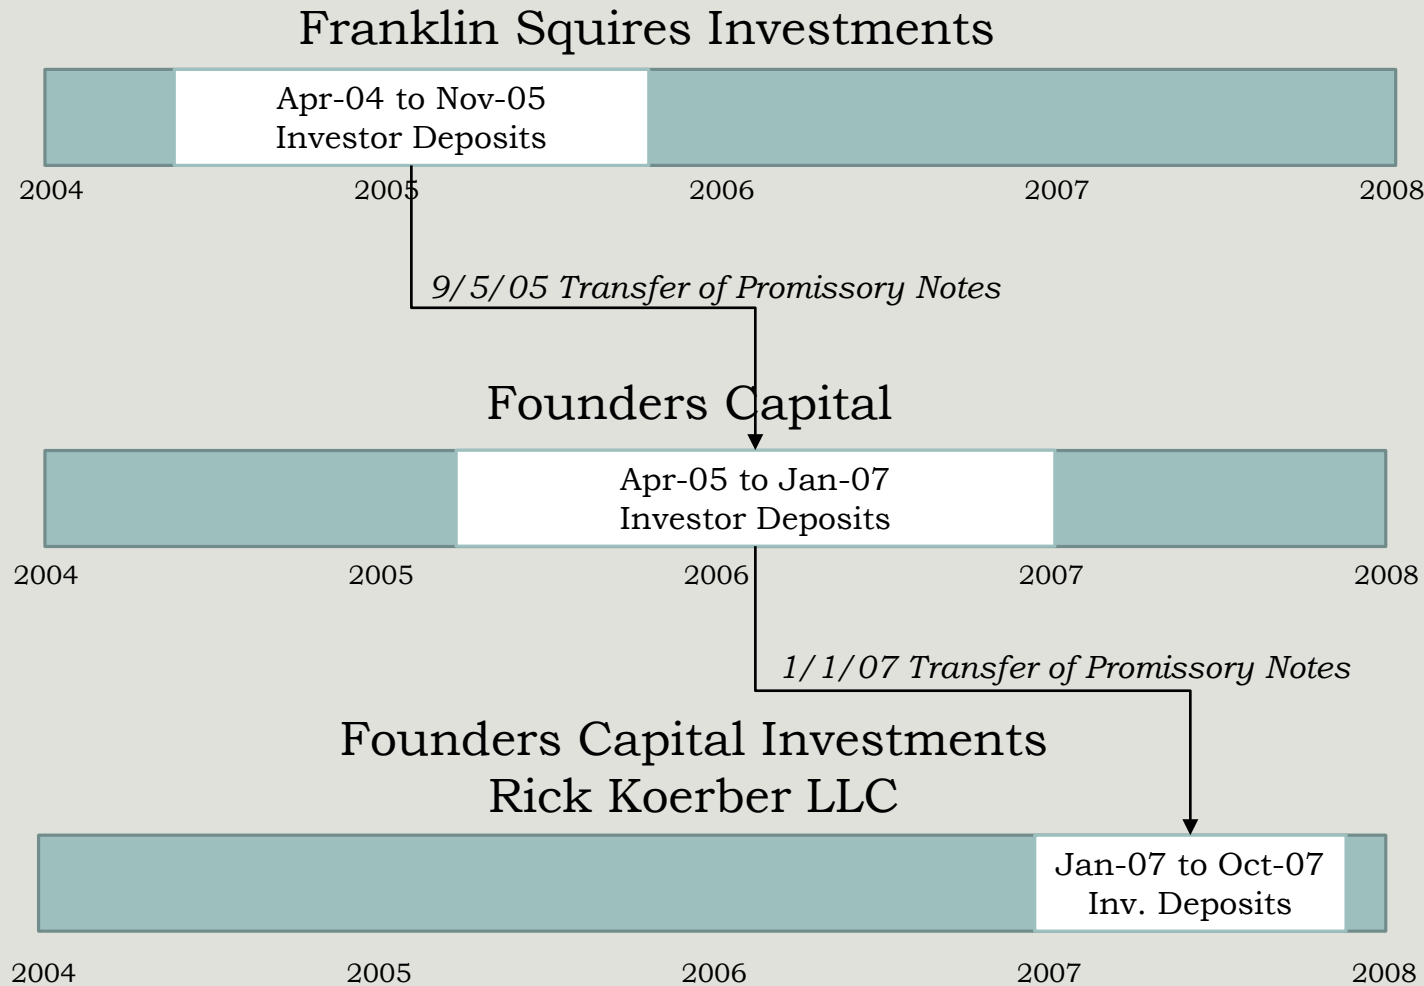 Franklin Squires Investments
Apr-04 to Nov-05
Investor Deposits
2004 2005 2006 2007 2008
9/5/05 Transfer of Promissory Notes
Founders Capital
Apr-05 to Jan-07
Investor Deposits
2004 2005 2006 2007 2008
1/1/07 Transfer of Promissory Notes
Founders Capital Investments
Rick Koerber LLC
Jan-07 to Oct-07
Inv. Deposits
2004 2005 2006 2007 2008